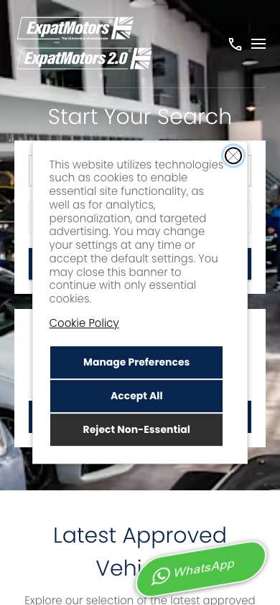 ExpatMotors
ExpatMotors 2.0
Start Your Search
This website utilizes technologies
such as cookies to enable
essential site functionality, as
well as for analytics,
personalization, and targeted
advertising. You may change
your settings at any time or
accept the default settings. You
may close this banner to
continue with only essential
cookies.
Cookie Policy
Manage Preferences
Accept All
Reject Non-Essential
Latest Approved
WhatsApp
Explore our selection of the latest approved